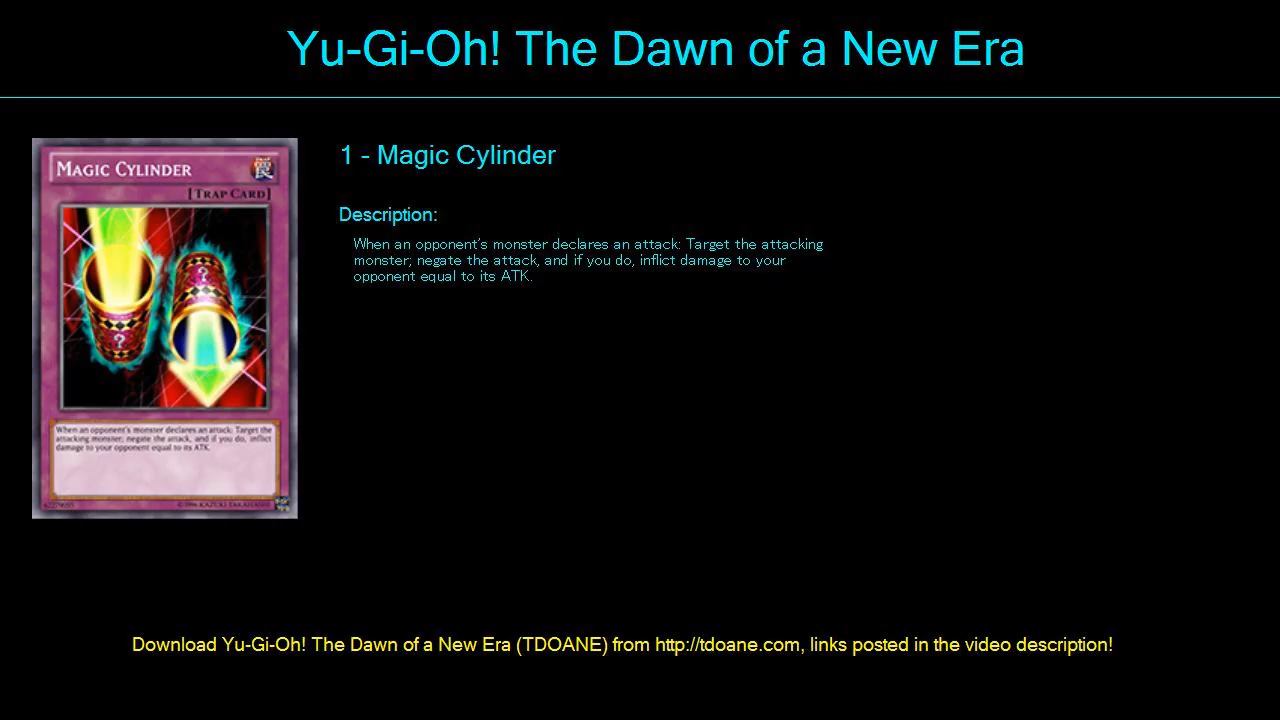 Yu-Gi-Oh! The Dawn of a New Era
MAGIC CYLINDER
罠
[TRAP CARD]
?
?
When an opponent's monster declares an attack: Target the
attacking monster; negate the attack, and if you do, inflict
damage to your opponent equal to its ATK.
©1996 KAZUKI TAKAHASHI
1 - Magic Cylinder
Description:
When an opponent's monster declares an attack: Target the attacking
monster; negate the attack, and if you do, inflict damage to your
opponent equal to its ATK.
Download Yu-Gi-Oh! The Dawn of a New Era (TDOANE) from http://tdoane.com, links posted in the video description!